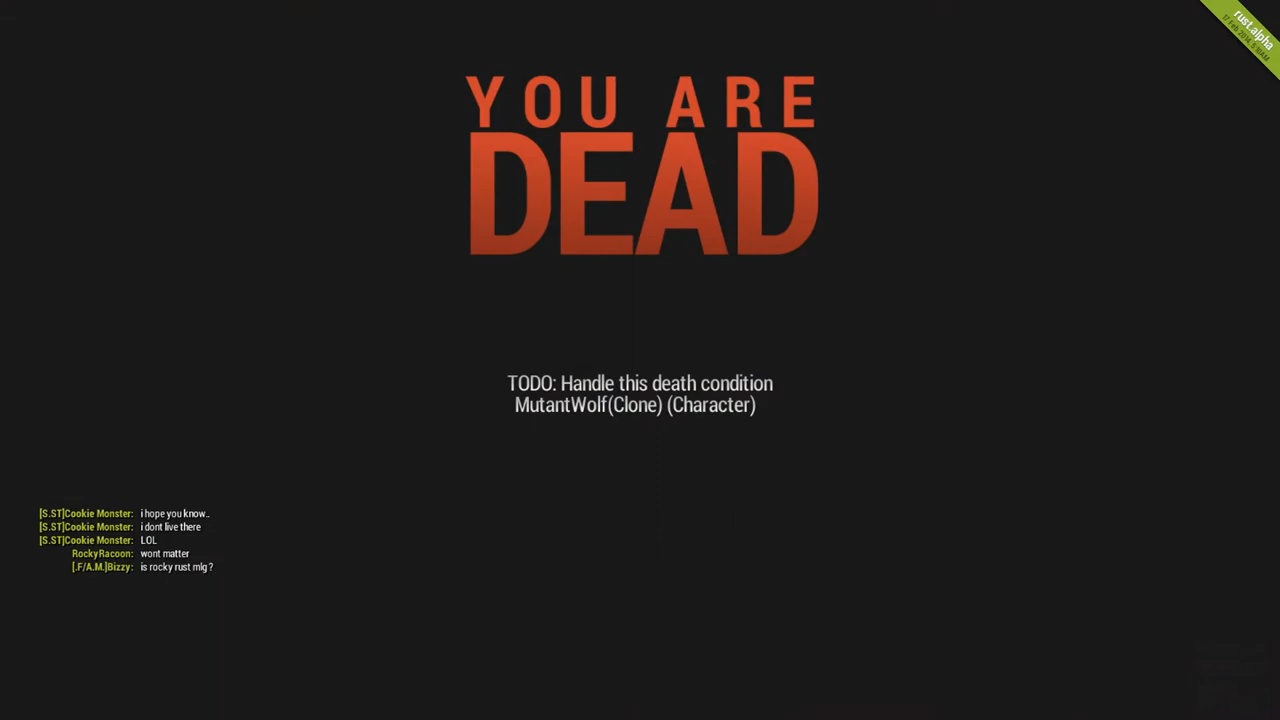 rust.alpha
YOU ARE
DEAD
TODO: Handle this death condition
MutantWolf(Clone) (Character)
[S.ST]Cookie Monster: i hope you know..
[S.ST]Cookie Monster: i dont live there
[S.ST]Cookie Monster: LOL
RockyRacoon: wont matter
[.F/A.M.]Bizzy: is rocky rust mlg?